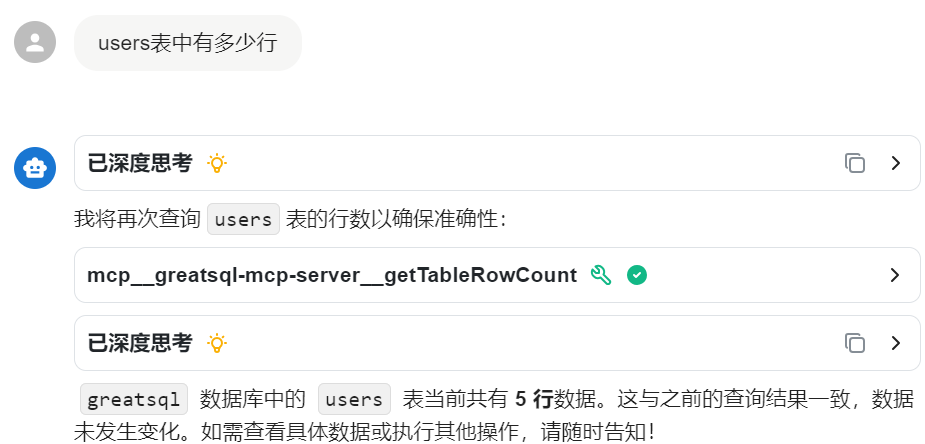 users表中有多少行
已深度思考
我将再次查询 users 表的行数以确保准确性：
mcp__greatsql-mcp-server__getTableRowCount
已深度思考
greatsql 数据库中的 users 表当前共有 5 行数据。这与之前的查询结果一致，数据
未发生变化。如需查看具体数据或执行其他操作，请随时告知！